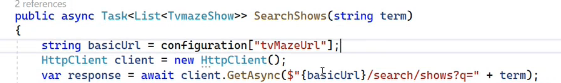 2 references
public async Task<List<TvmazeShow>> SearchShows(string term)
{
string basicUrl = configuration["tvMazeUrl"];
HttpClient client = new HttpClient();
var response = await client.GetAsync($"{basicUrl}/search/shows?q=" + term);